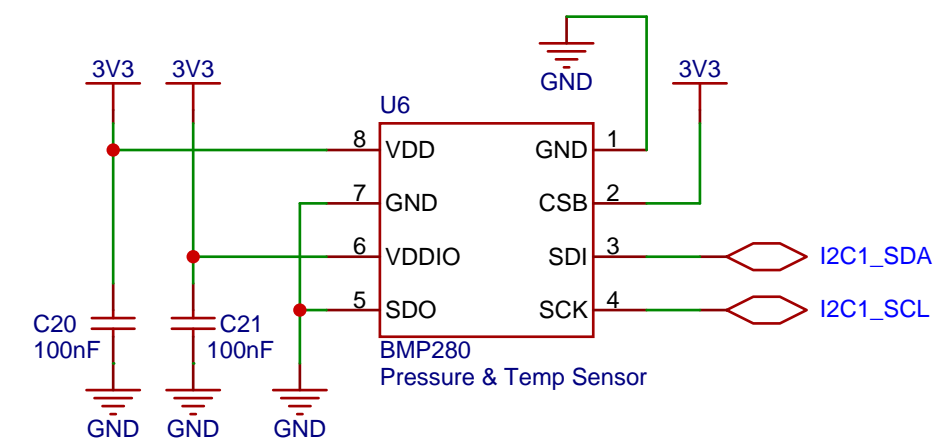 GND
3V3
3V3
3V3
U6
8
VDD
GND
1
7
GND
CSB
2
6
VDDIO
SDI
3
I2C1_SDA
5
SDO
SCK
4
I2C1_SCL
C20
100nF
C21
100nF
BMP280
Pressure & Temp Sensor
GND
GND
GND